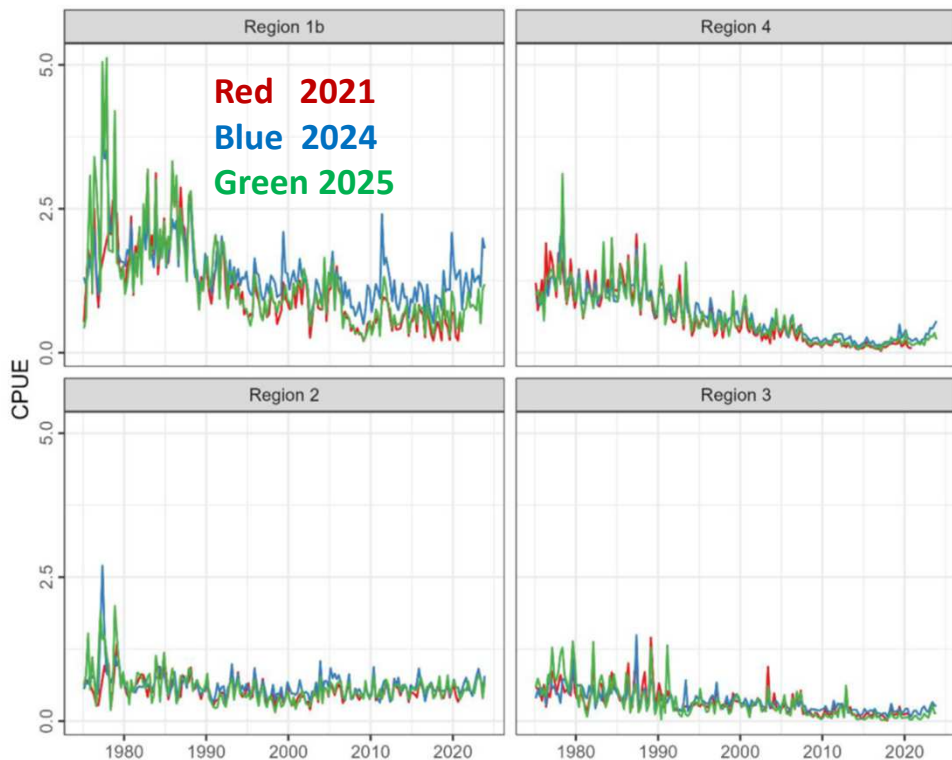 Region 1b
Region 4
Red 2021
Blue 2024
Green 2025
5.0
2.5
0.0
CPUE
Region 2
Region 3
5.0
2.5
0.0
1980 1990 2000 2010 2020
1980 1990 2000 2010 2020